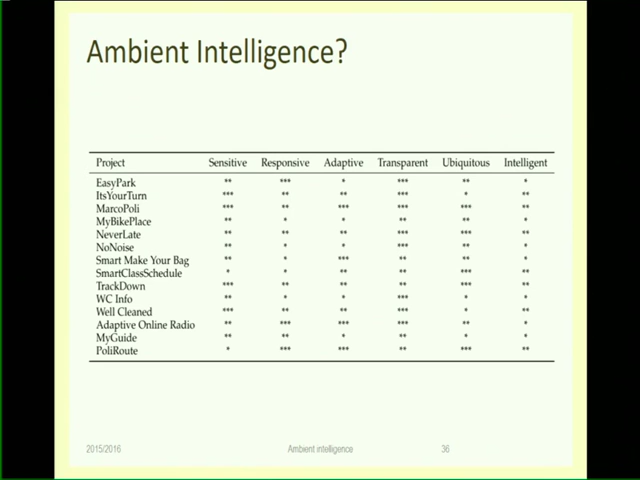 Ambient Intelligence?
Project Sensitive Responsive Adaptive Transparent Ubiquitous Intelligent
EasyPark ** *** * *** ** *
ItsYourTurn *** ** ** *** * **
MarcoPoli *** ** *** *** *** **
MyBikePlace ** * * ** ** *
NeverLate ** ** ** *** *** **
NoNoise ** * * *** ** *
Smart Make Your Bag ** * *** ** ** *
SmartClassSchedule * * ** ** *** **
TrackDown *** ** ** ** *** **
WC Info ** * * *** * *
Well Cleaned *** ** ** *** * **
Adaptive Online Radio ** *** *** *** ** *
MyGuide ** ** * ** * *
PoliRoute * *** *** ** *** **
2015/2016 Ambient intelligence 36